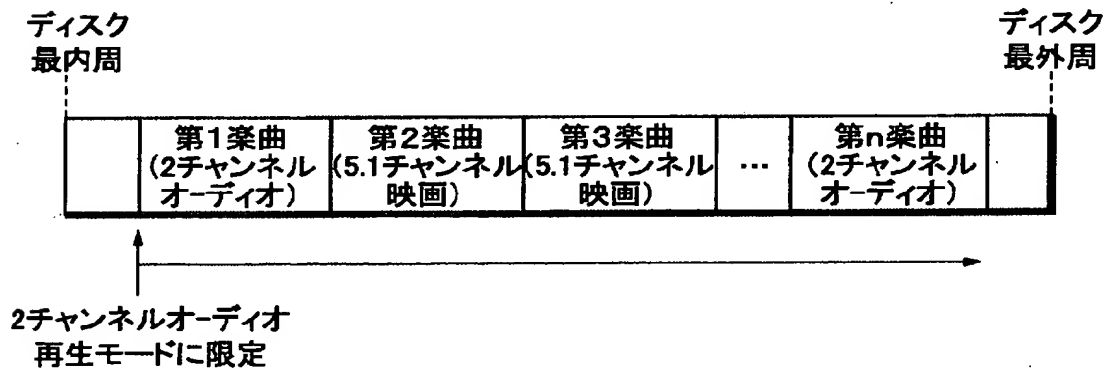 ディスク
最内周
ディスク
最外周
第1楽曲
(2チャンネル
オーディオ)
第2楽曲
(5.1チャンネル
映画)
第3楽曲
(5.1チャンネル
映画)
…
第n楽曲
(2チャンネル
オーディオ)
2チャンネルオーディオ
再生モードに限定